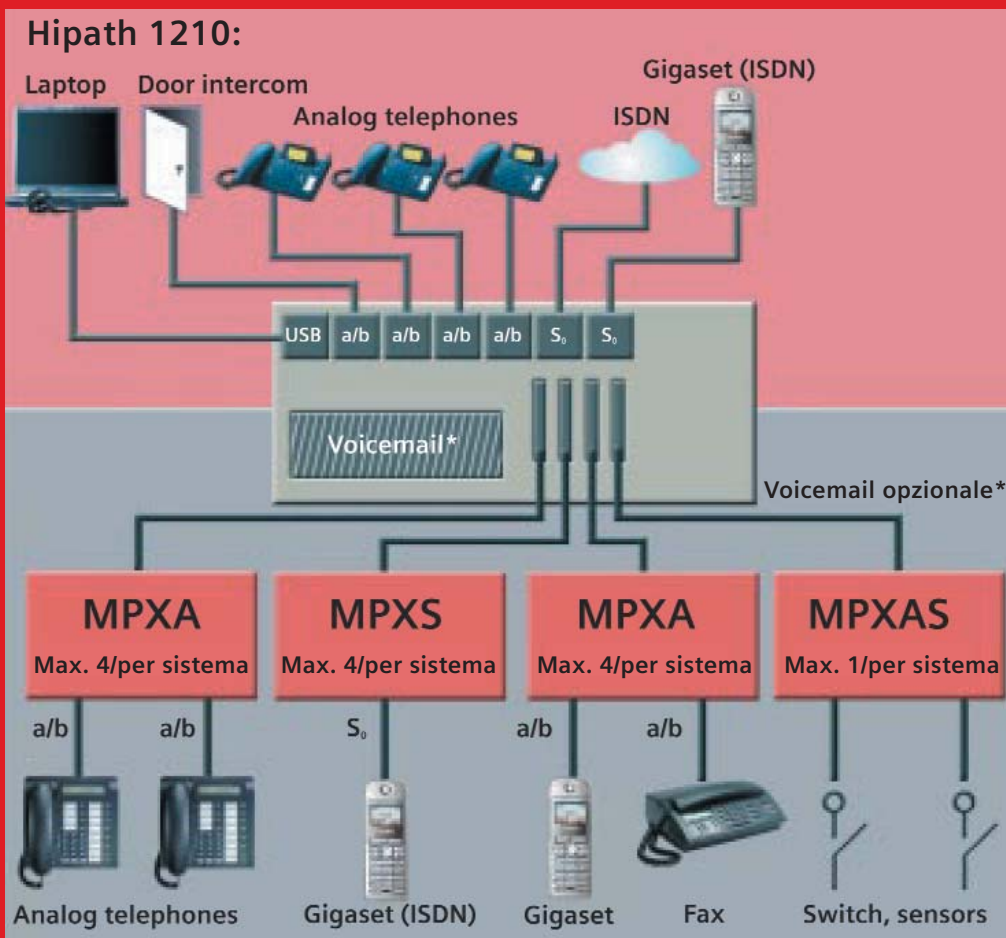 Hipath 1210:
Gigaset (ISDN)
Laptop Door intercom
Analog telephones ISDN
USB a/b a/b a/b a/b S₀ S₀
Voicemail*
Voicemail opzionale*
MPXA MPXS MPXA MPXAS
Max. 4/per sistema Max. 4/per sistema Max. 4/per sistema Max. 1/per sistema
a/b a/b S₀ a/b a/b
Analog telephones Gigaset (ISDN) Gigaset Fax Switch, sensors